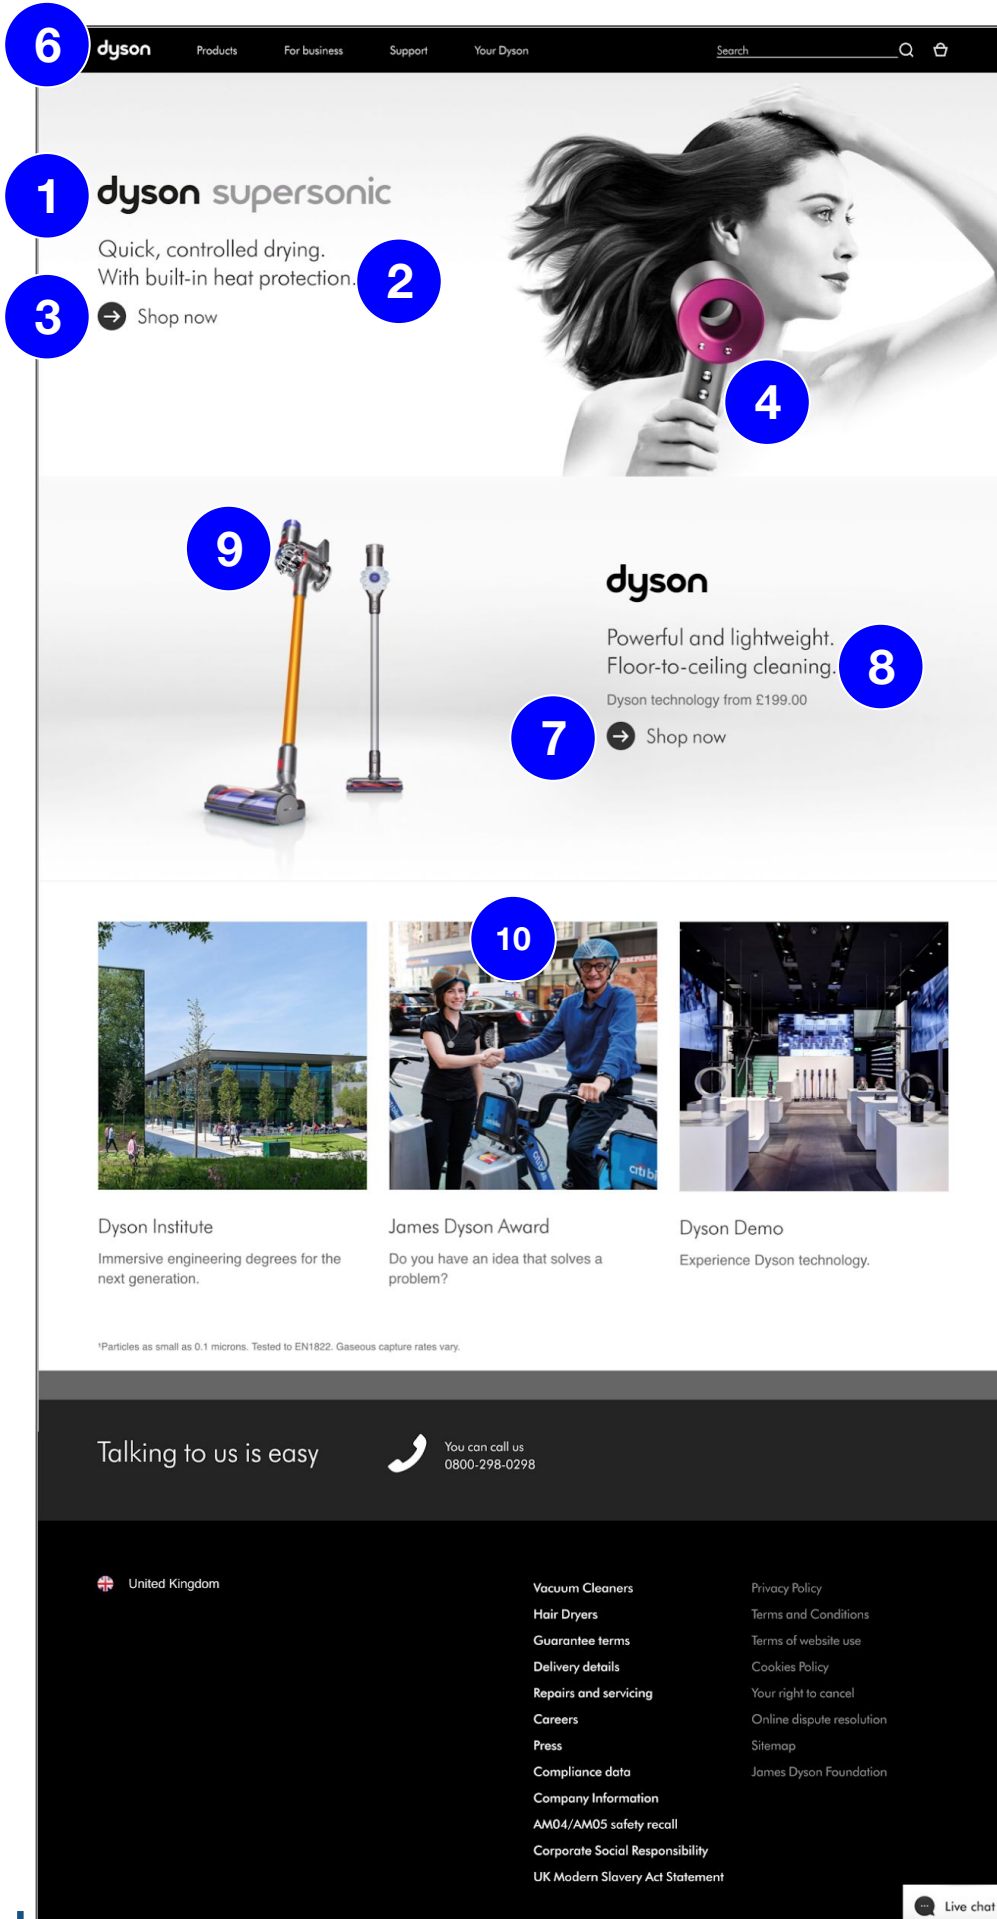 6
dyson
Products
For business
Support
Your Dyson
Search
1
dyson supersonic
Quick, controlled drying.
With built-in heat protection.
2
3
Shop now
4
9
dyson
Powerful and lightweight.
Floor-to-ceiling cleaning.
8
Dyson technology from £199.00
7
Shop now
10
citi bi
Dyson Institute
Immersive engineering degrees for the
next generation.
James Dyson Award
Do you have an idea that solves a
problem?
Dyson Demo
Experience Dyson technology.
¹Particles as small as 0.1 microns. Tested to EN1822. Gaseous capture rates vary.
Talking to us is easy
You can call us
0800-298-0298
United Kingdom
Vacuum Cleaners
Hair Dryers
Guarantee terms
Delivery details
Repairs and servicing
Careers
Press
Compliance data
Company Information
AM04/AM05 safety recall
Corporate Social Responsibility
UK Modern Slavery Act Statement
Privacy Policy
Terms and Conditions
Terms of website use
Cookies Policy
Your right to cancel
Online dispute resolution
Sitemap
James Dyson Foundation
Live chat